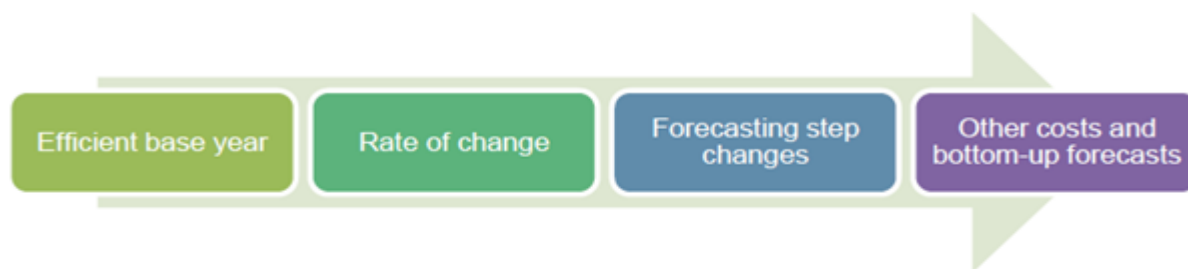 Efficient base year
Rate of change
Forecasting step
changes
Other costs and
bottom-up forecasts